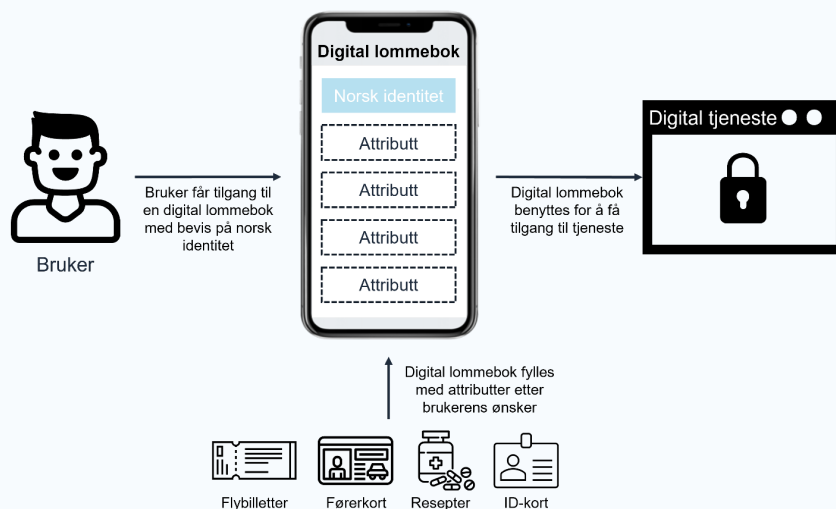 Digital lommebok
Norsk identitet
Attributt
Attributt
Attributt
Attributt
Bruker
Bruker får tilgang til
en digital lommebok
med bevis på norsk
identitet
Digital lommebok
benyttes for å få
tilgang til tjeneste
Digital tjeneste
Digital lommebok fylles
med attributter etter
brukerens ønsker
Flybilletter
Førerkort
Resepter
ID-kort